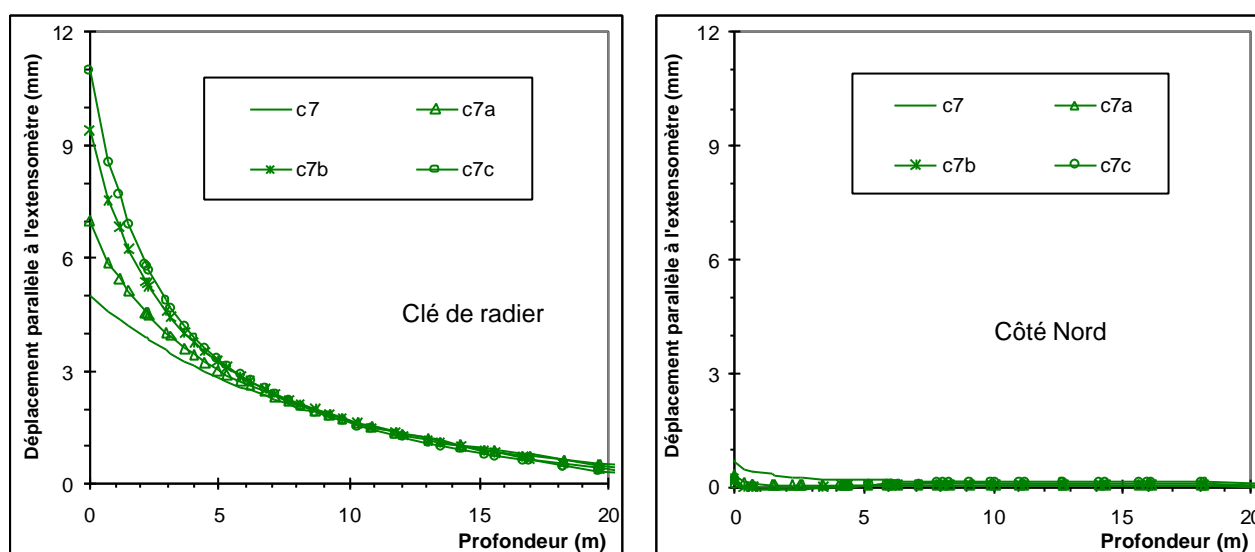 Déplacement parallèle à l'extensomètre (mm)
12
9
6
3
0
c7
c7a
c7b
c7c
Clé de radier
0
5
10
15
20
Profondeur (m)
Déplacement parallèle à l'extensomètre (mm)
12
9
6
3
0
c7
c7a
c7b
c7c
Côté Nord
0
5
10
15
20
Profondeur (m)